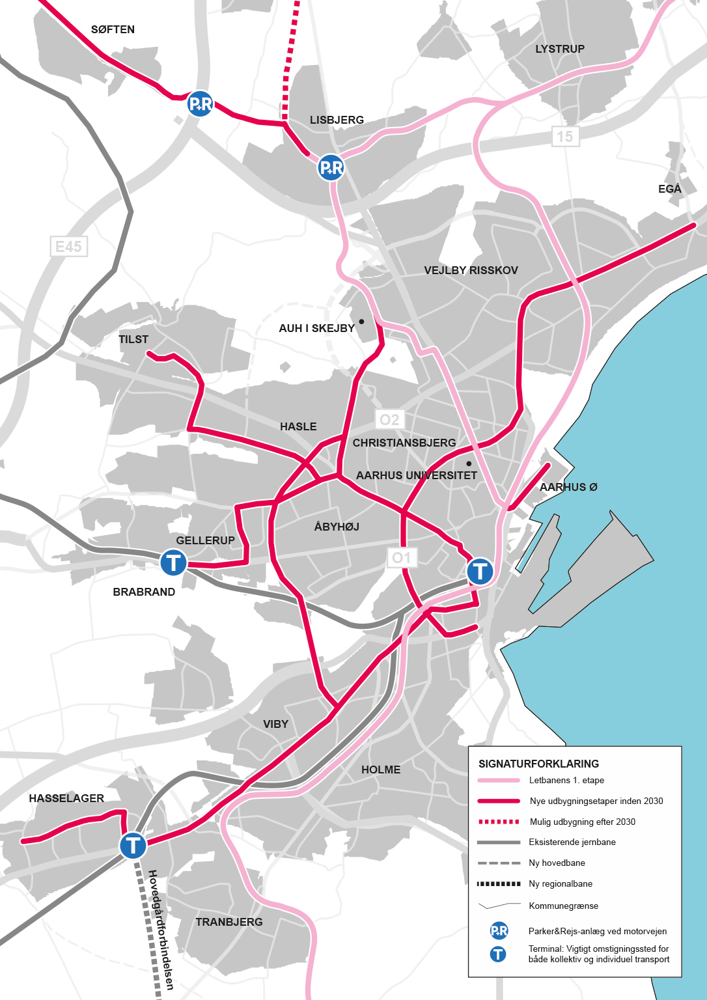 SØFTEN
LYSTRUP
P+R
LISBJERG
15
P+R
EGÅ
E45
VEJLBY RISSKOV
AUH I SKEJBY
TILST
O2
HASLE
CHRISTIANSBJERG
AARHUS UNIVERSITET
AARHUS Ø
ÅBYHØJ
GELLERUP
O1
T
T
BRABRAND
VIBY
HOLME
HASSELAGER
T
Hovedgårdforbindelsen
TRANBJERG
SIGNATURFORKLARING
Letbanens 1. etape
Nye udbygningsetaper inden 2030
Mulig udbygning efter 2030
Eksisterende jernbane
Ny hovedbane
Ny regionalbane
Kommunegrænse
P+R Parker&Rejs-anlæg ved motorvejen
T Terminal: Vigtigt omstigningssted for
både kollektiv og individuel transport